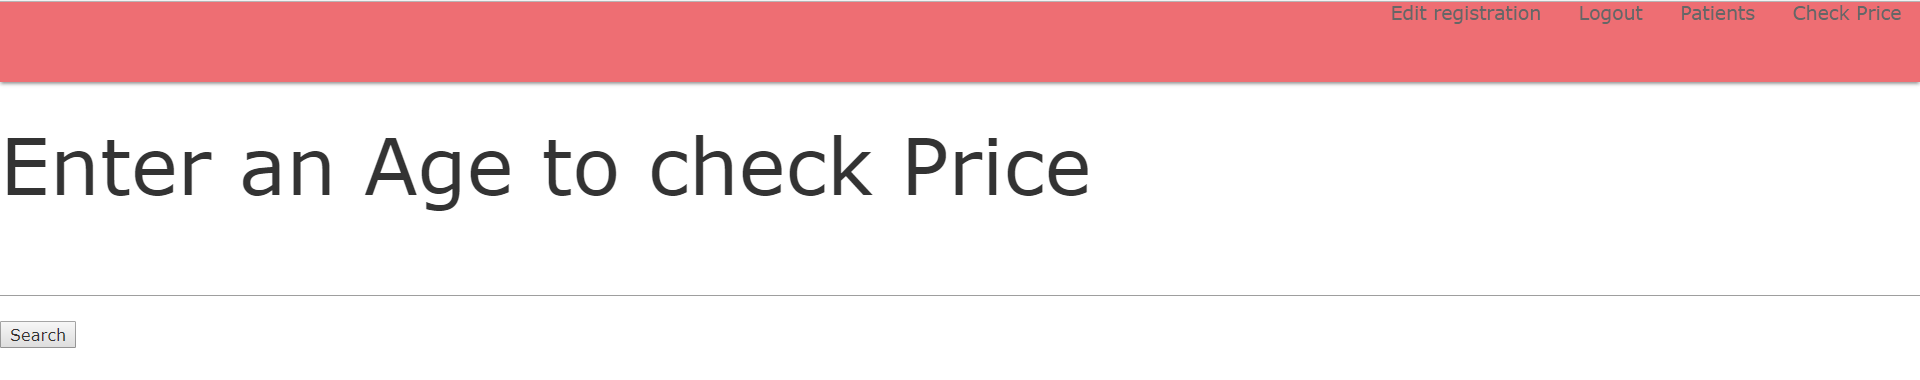 Edit registration Logout Patients Check Price
Enter an Age to check Price
Search